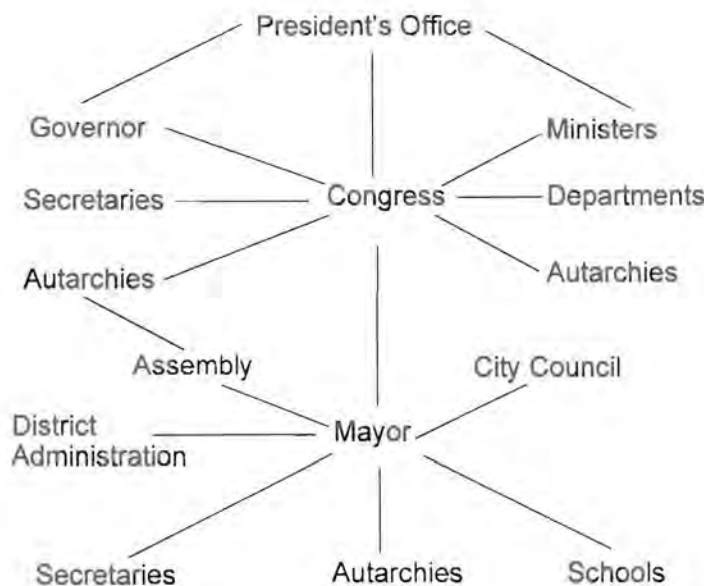 President's Office
Governor
Ministers
Secretaries
Congress
Departments
Autarchies
Autarchies
Assembly
City Council
District
Administration
Mayor
Secretaries
Autarchies
Schools